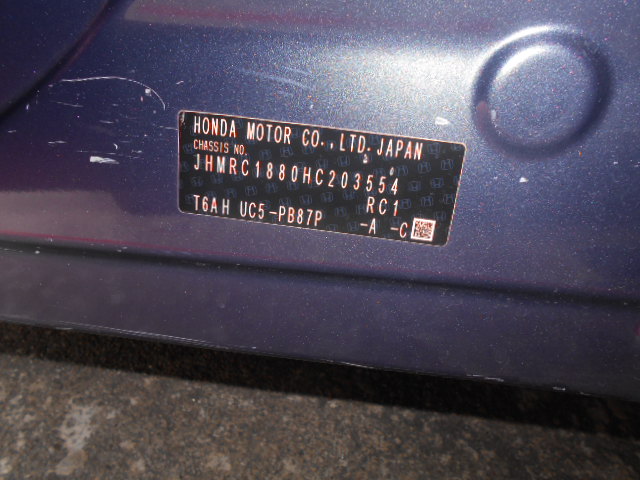 HONDA MOTOR CO.,LTD.JAPAN
CHASSIS NO.
JHMRC1880HC203554
RC1
T6AH UC5-PB87P -A -C